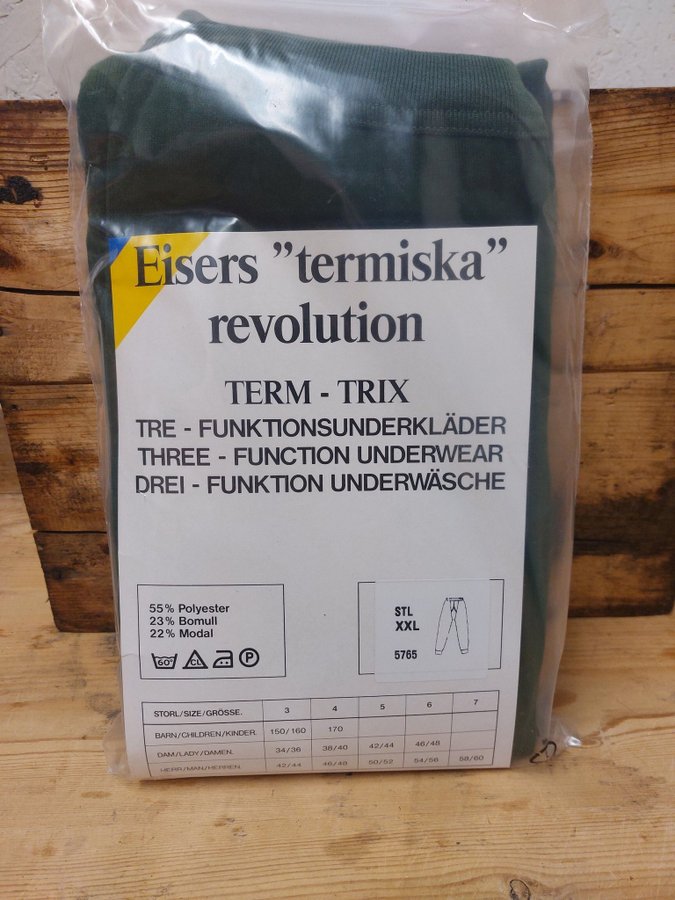 Eisers ”termiska”
revolution
TERM - TRIX
TRE - FUNKTIONSUNDERKLÄDER
THREE - FUNCTION UNDERWEAR
DREI - FUNKTION UNDERWÄSCHE
55% Polyester
23% Bomull
22% Modal
60° CL P
STL
XXL
5765
STORL/SIZE/GRÖSSE. 3 4 5 6 7
BARN/CHILDREN/KINDER. 150/160 170
DAM/LADY/DAMEN. 34/36 38/40 42/44 46/48
HERR/MAN/HERREN. 42/44 46/48 50/52 54/56 58/60